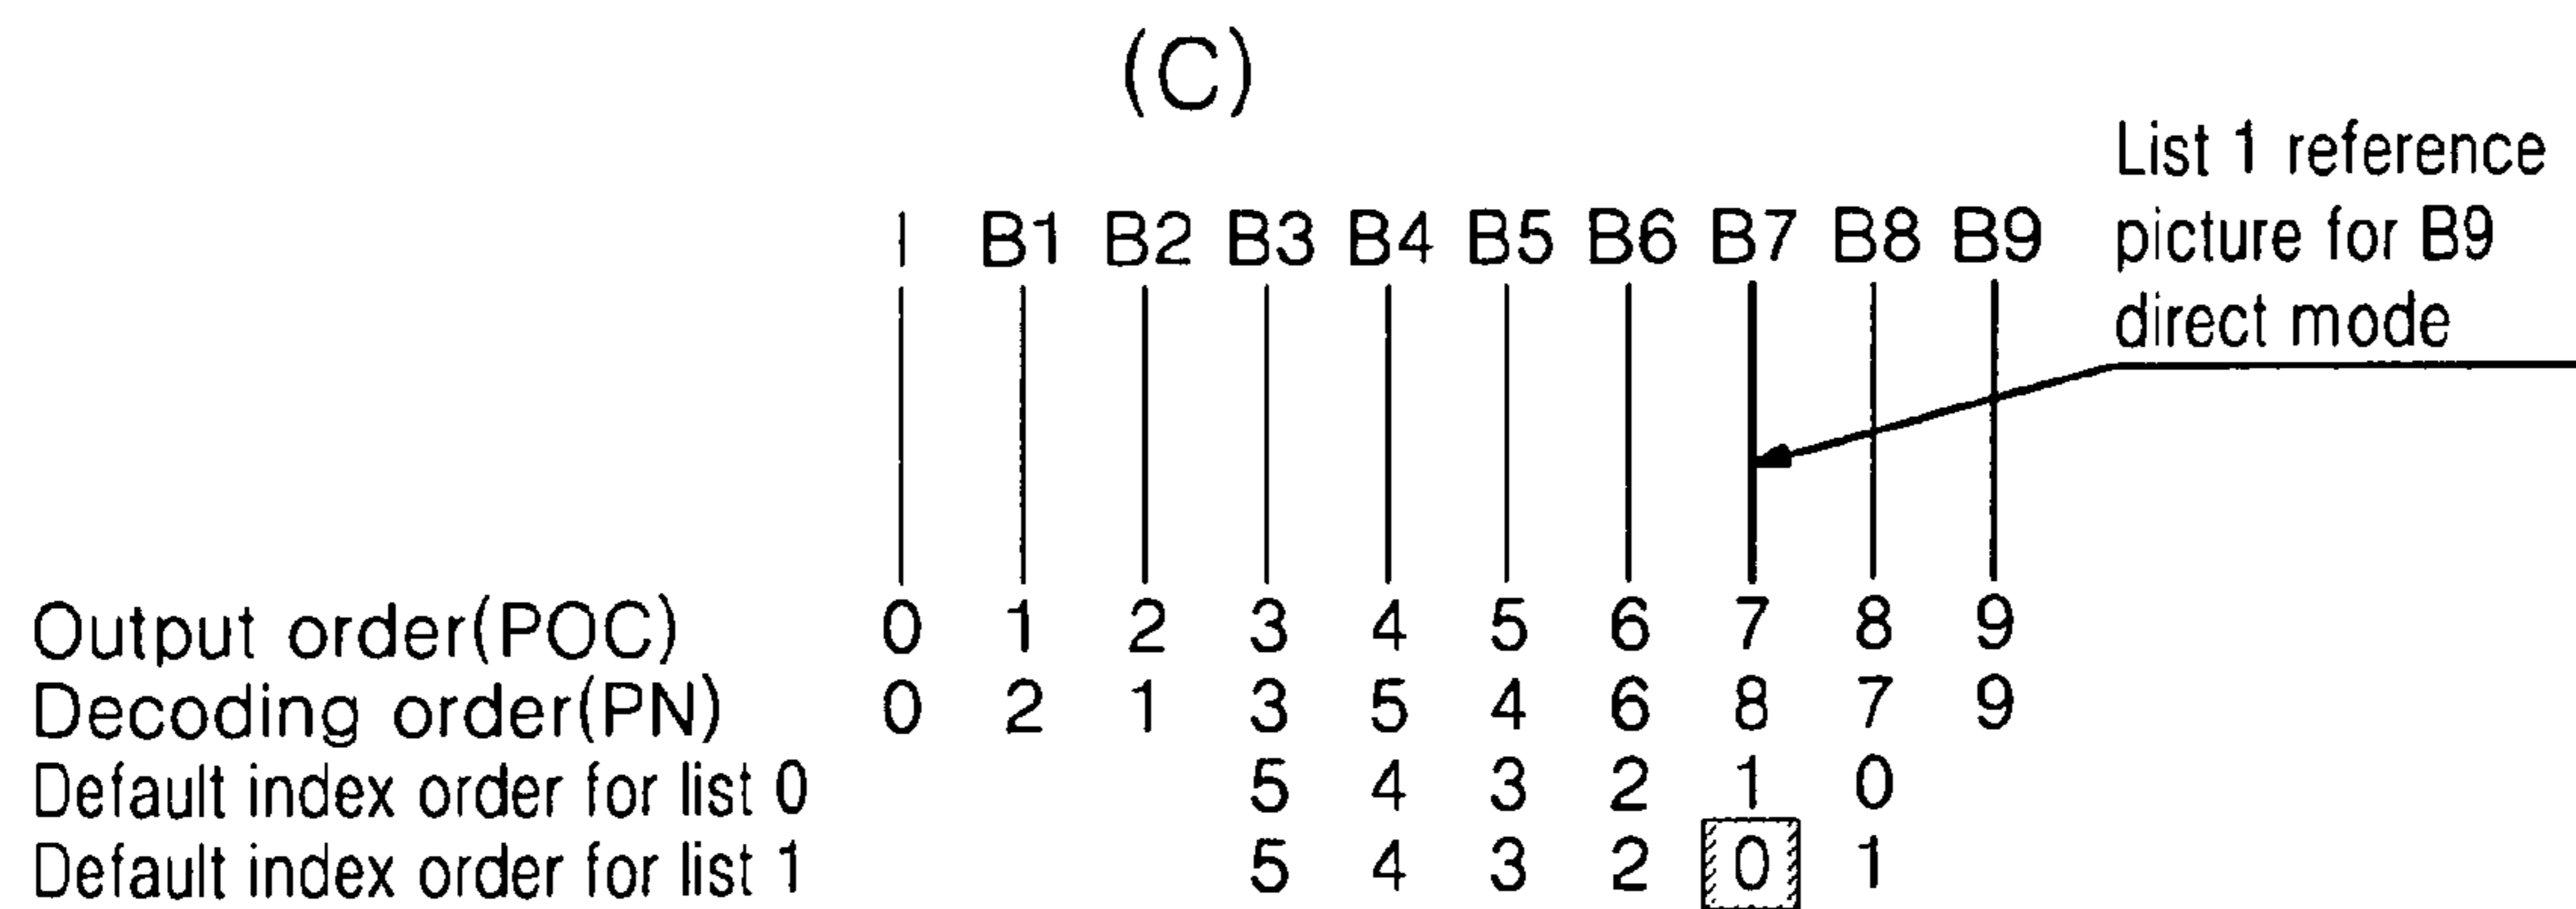 (C)
List 1 reference
picture for B9
direct mode
I B1 B2 B3 B4 B5 B6 B7 B8 B9
Output order(POC) 0 1 2 3 4 5 6 7 8 9
Decoding order(PN) 0 2 1 3 5 4 6 8 7 9
Default index order for list 0 5 4 3 2 1 0
Default index order for list 1 5 4 3 2 0 1